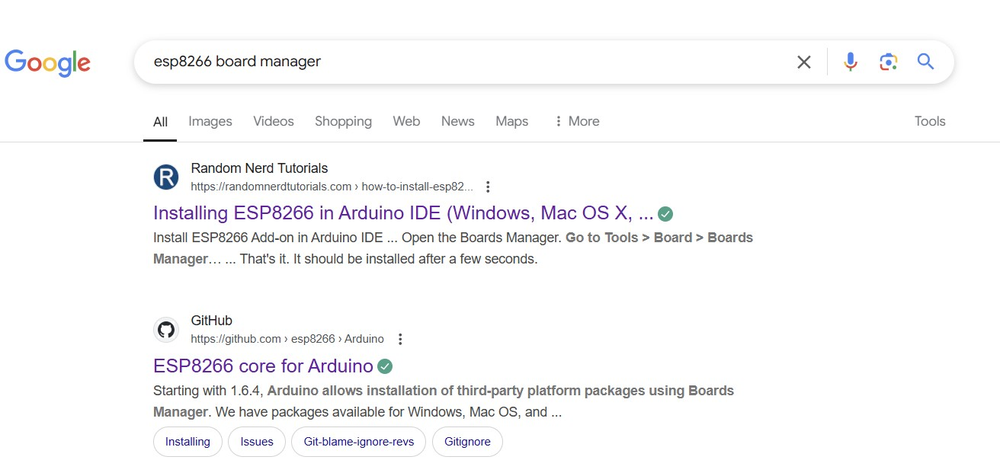 Google
esp8266 board manager
All Images Videos Shopping Web News Maps More Tools
R
Random Nerd Tutorials
https://randomnerdtutorials.com › how-to-install-esp82...
Installing ESP8266 in Arduino IDE (Windows, Mac OS X, ...
Install ESP8266 Add-on in Arduino IDE ... Open the Boards Manager. Go to Tools > Board > Boards
Manager… ... That's it. It should be installed after a few seconds.
GitHub
https://github.com › esp8266 › Arduino
ESP8266 core for Arduino
Starting with 1.6.4, Arduino allows installation of third-party platform packages using Boards
Manager. We have packages available for Windows, Mac OS, and ...
Installing Issues Git-blame-ignore-revs Gitignore